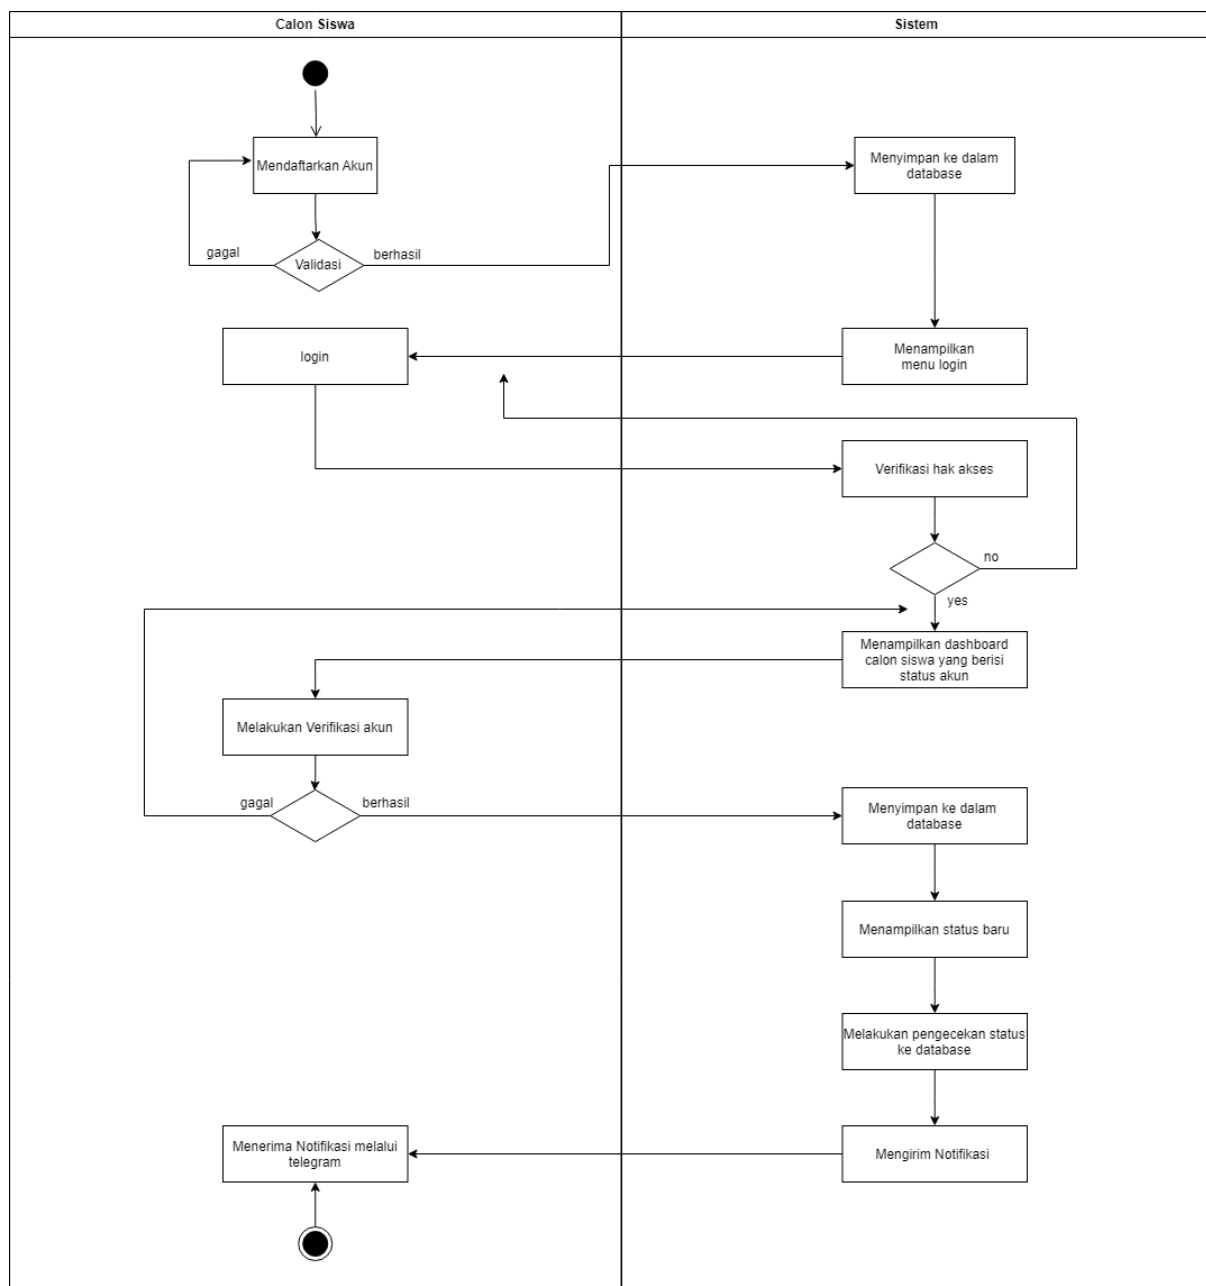 Calon Siswa
Sistem
Mendaftarkan Akun
Menyimpan ke dalam
database
gagal
Validasi
berhasil
login
Menampilkan
menu login
Verifikasi hak akses
no
yes
Menampilkan dashboard
calon siswa yang berisi
status akun
Melakukan Verifikasi akun
gagal
berhasil
Menyimpan ke dalam
database
Menampilkan status baru
Melakukan pengecekan status
ke database
Menerima Notifikasi melalui
telegram
Mengirim Notifikasi